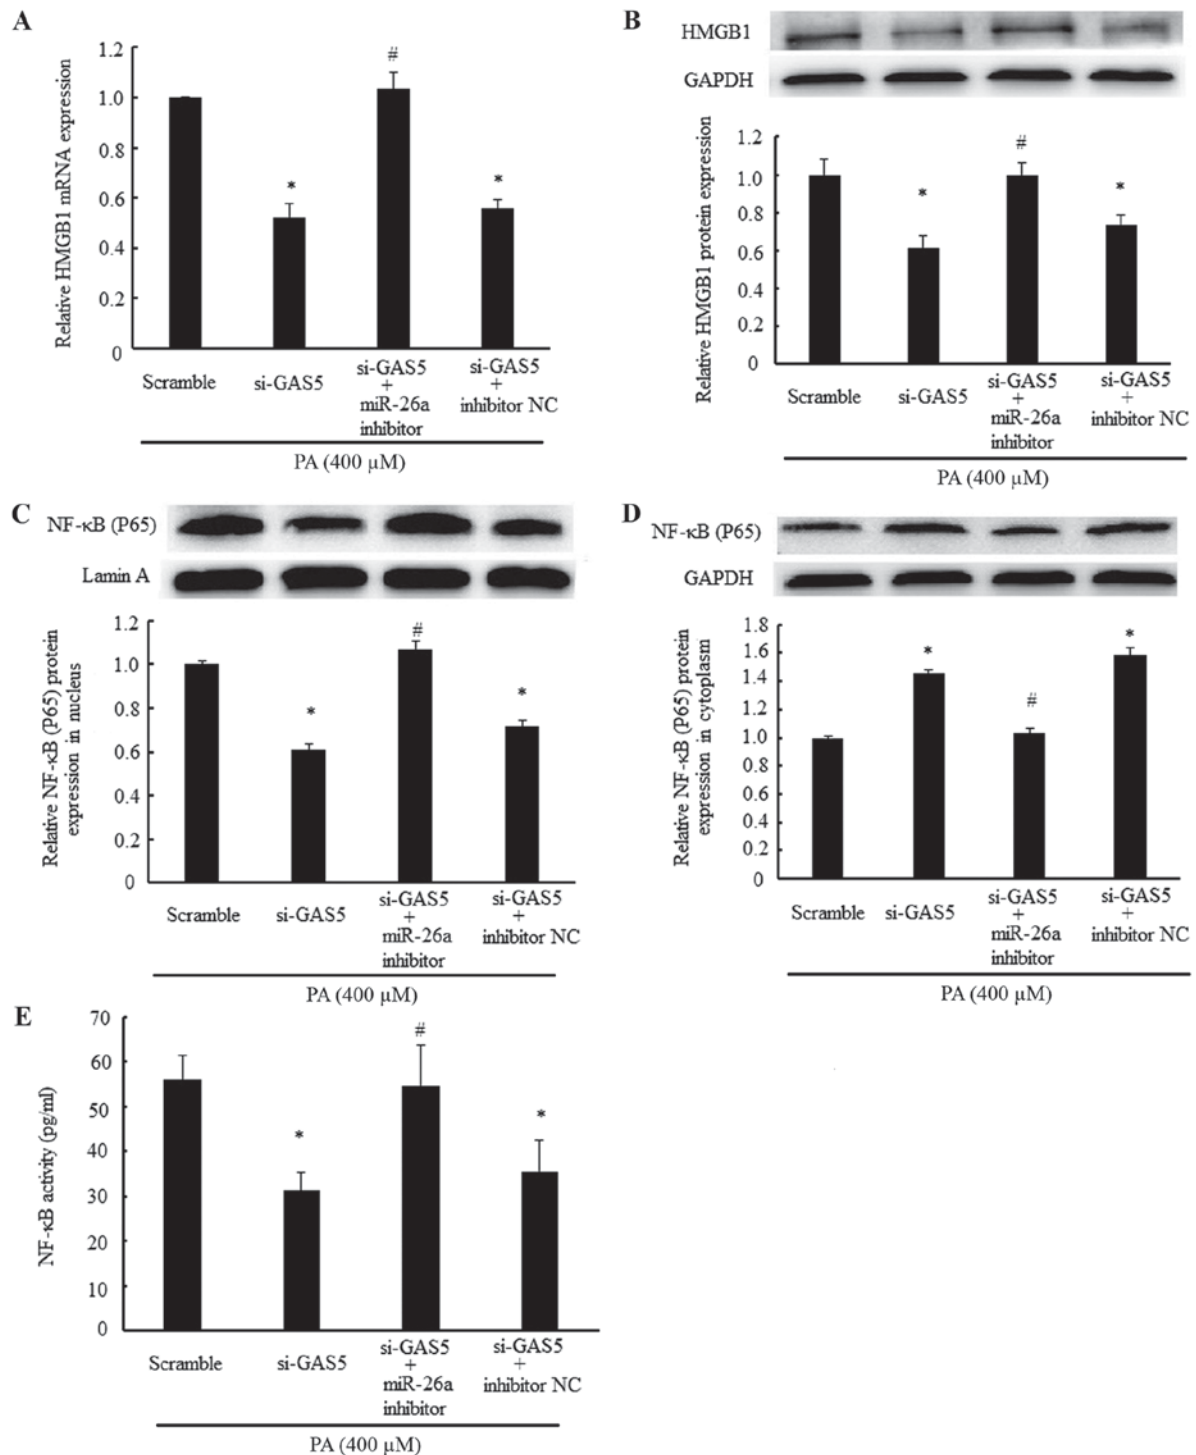 A
Relative HMGB1 mRNA expression
1.2
1.0
0.8
0.6
0.4
0.2
0
*
#
*
Scramble
si-GAS5
si-GAS5
+
miR-26a
inhibitor
si-GAS5
+
inhibitor NC
PA (400 μM)
B
HMGB1
GAPDH
Relative HMGB1 protein expression
1.2
1.0
0.8
0.6
0.4
0.2
0
*
#
*
Scramble
si-GAS5
si-GAS5
+
miR-26a
inhibitor
si-GAS5
+
inhibitor NC
PA (400 μM)
C
NF-κB (P65)
Lamin A
Relative NF-κB (P65) protein
expression in nucleus
1.2
1.0
0.8
0.6
0.4
0.2
0
*
#
*
Scramble
si-GAS5
si-GAS5
+
miR-26a
inhibitor
si-GAS5
+
inhibitor NC
PA (400 μM)
D
NF-κB (P65)
GAPDH
Relative NF-κB (P65) protein
expression in cytoplasm
1.8
1.6
1.4
1.2
1.0
0.8
0.6
0.4
0.2
0
*
#
*
Scramble
si-GAS5
si-GAS5
+
miR-26a
inhibitor
si-GAS5
+
inhibitor NC
PA (400 μM)
E
NF-κB activity (pg/ml)
70
60
50
40
30
20
10
0
*
#
*
Scramble
si-GAS5
si-GAS5
+
miR-26a
inhibitor
si-GAS5
+
inhibitor NC
PA (400 μM)